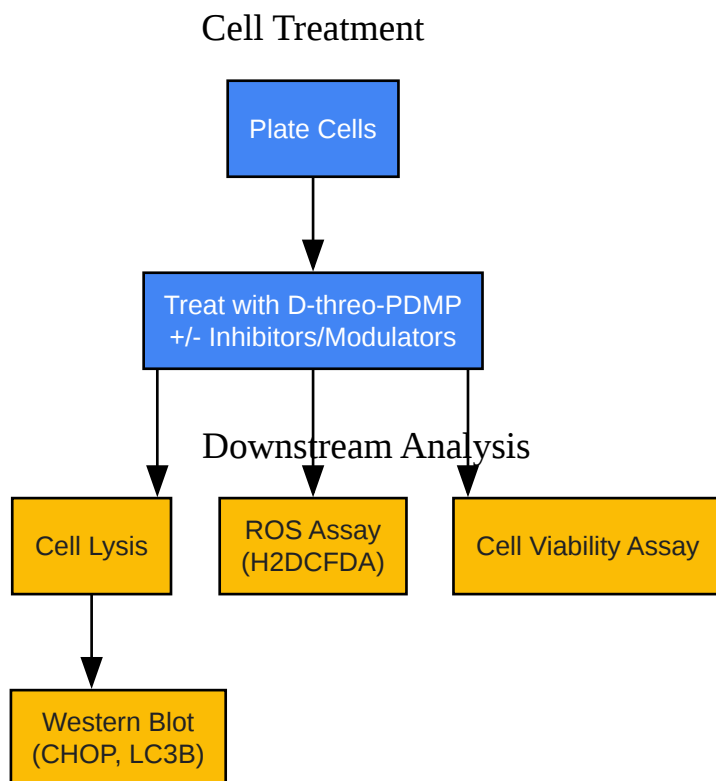 Cell Treatment
Plate Cells
Treat with D-threo-PDMP
+/- Inhibitors/Modulators
Downstream Analysis
Cell Lysis
ROS Assay
(H2DCFDA)
Cell Viability Assay
Western Blot
(CHOP, LC3B)